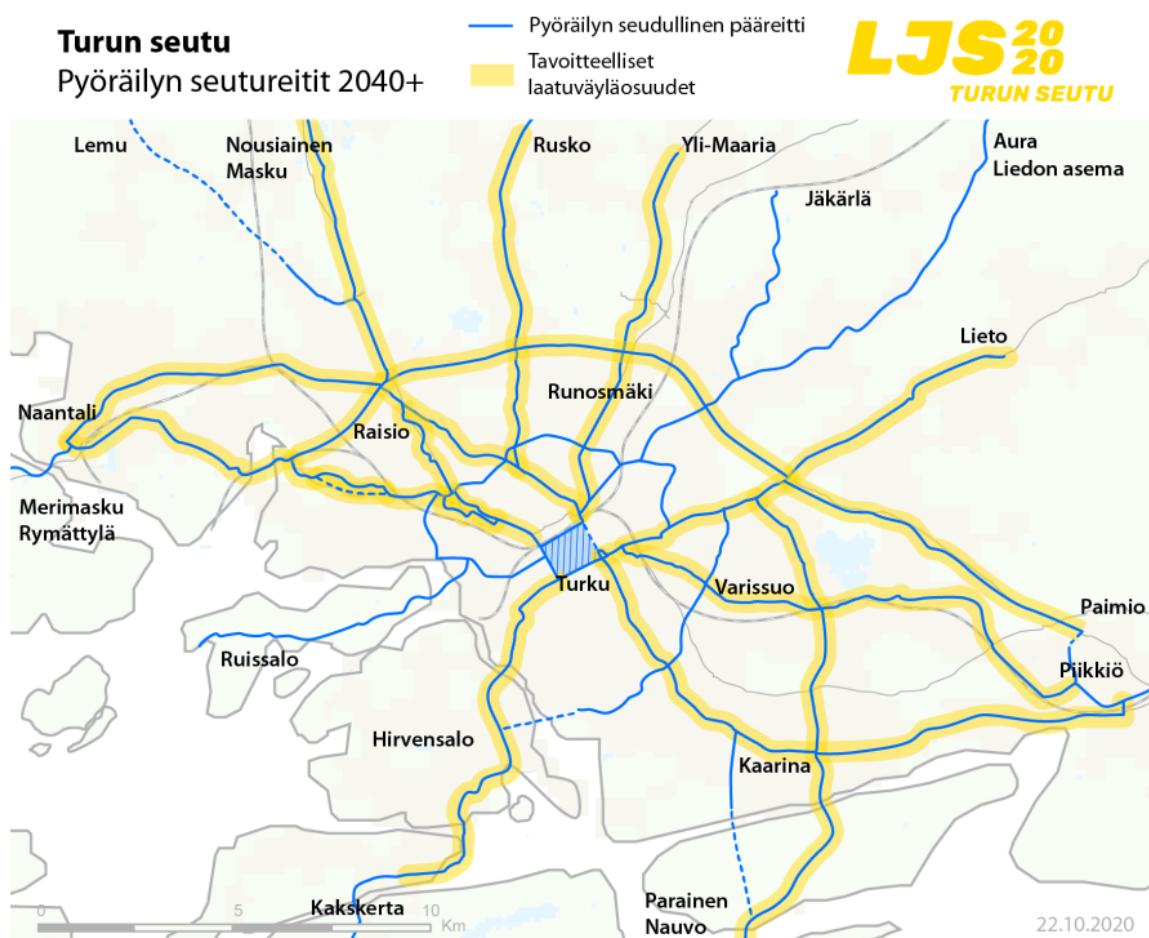 Turun seutu
Pyöräilyn seutureitit 2040+
Pyöräilyn seudullinen pääreitti
Tavoitteelliset
laatuväyläosuudet
LJS 20
20
TURUN SEUTU
Lemu
Nousiainen
Masku
Rusko
Yli-Maaria
Aura
Liedon asema
Jäkärlä
Lieto
Naantali
Runosmäki
Raisio
Merimasku
Rymättylä
Turku
Varissuo
Paimio
Ruissalo
Piikkiö
Hirvensalo
Kaarina
Kakskerta
Parainen
Nauvo
0 5 10
Km
22.10.2020